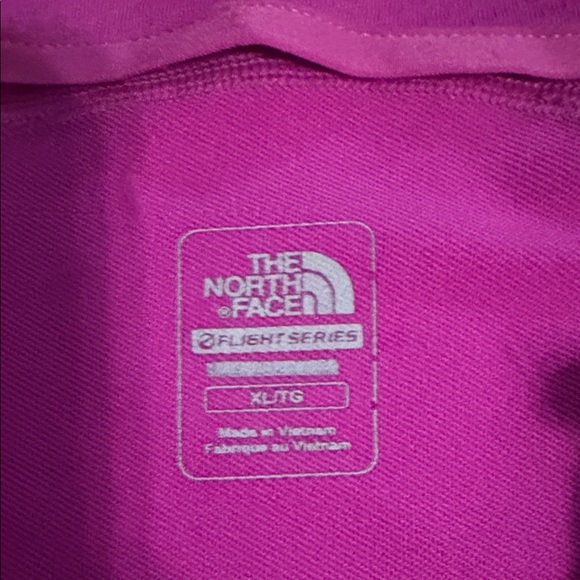 THE
NORTH
®FACE
FLIGHT SERIES
XL/TG
Made in Vietnam
Fabriqué au Vietnam